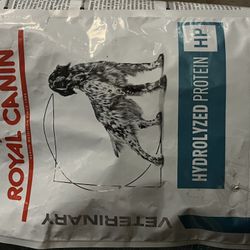 ROYAL CANIN
VETERINARY
HYDROLYZED PROTEIN HP